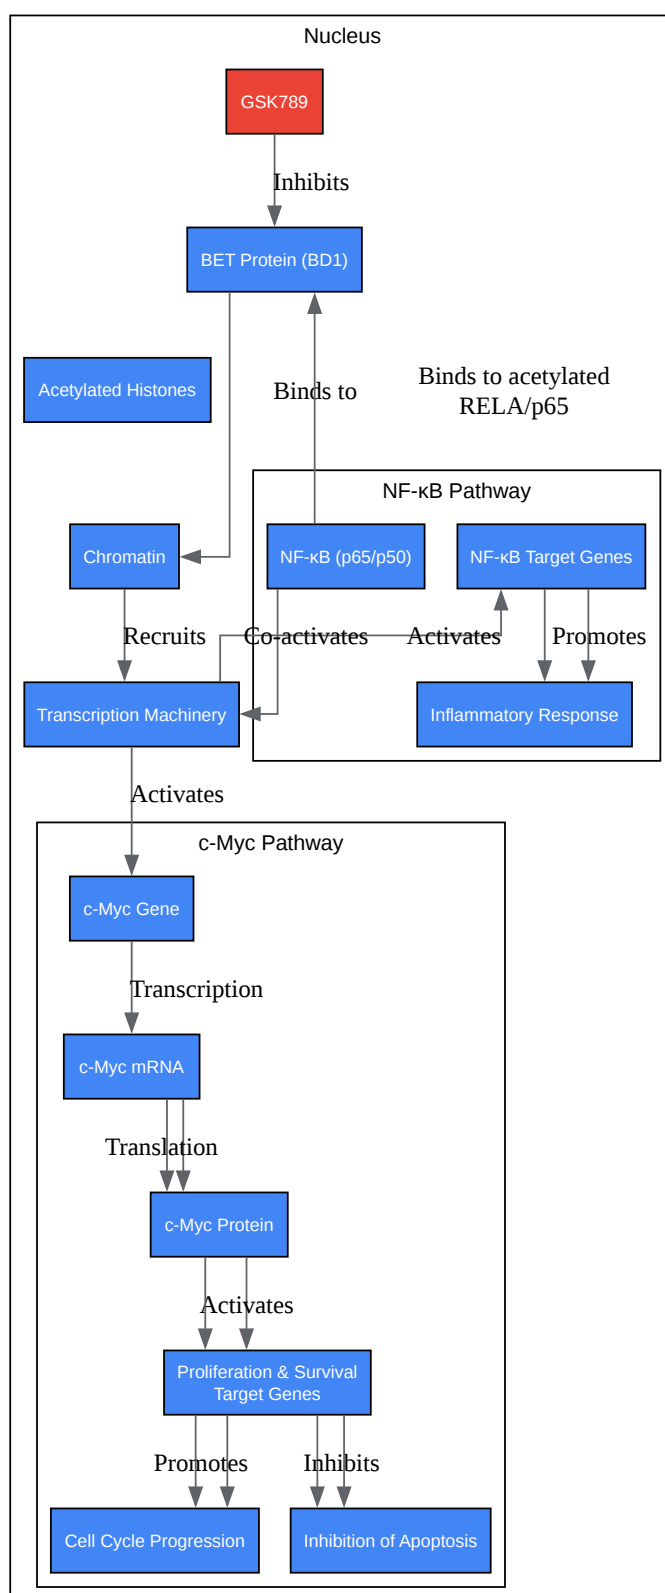 Nucleus
GSK789
Inhibits
BET Protein (BD1)
Acetylated Histones
Binds to
Binds to acetylated
RELA/p65
NF-κB Pathway
Chromatin
NF-κB (p65/p50)
NF-κB Target Genes
Recruits
Co-activates
Activates
Promotes
Transcription Machinery
Inflammatory Response
Activates
c-Myc Pathway
c-Myc Gene
Transcription
c-Myc mRNA
Translation
c-Myc Protein
Activates
Proliferation & Survival
Target Genes
Promotes
Inhibits
Cell Cycle Progression
Inhibition of Apoptosis